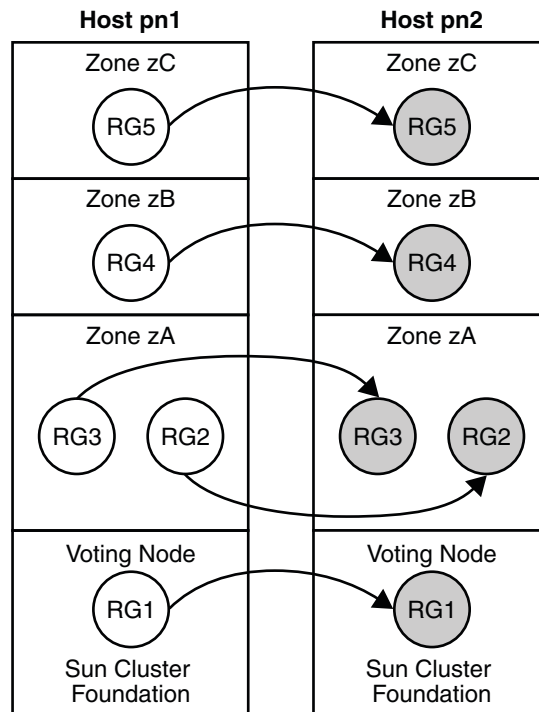 Host pn1
Host pn2
Zone zC
Zone zC
RG5
RG5
Zone zB
Zone zB
RG4
RG4
Zone zA
Zone zA
RG3
RG2
RG3
RG2
Voting Node
Voting Node
RG1
RG1
Sun Cluster
Foundation
Sun Cluster
Foundation